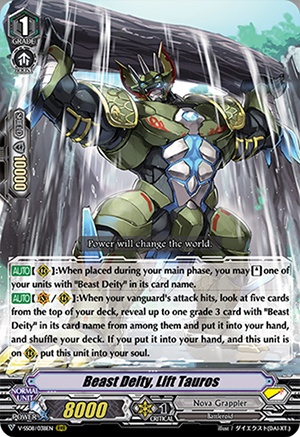 1
GRADE
BOOST
10000
Power will change the world.
AUTO :When placed during your main phase, you may one of
your units with "Beast Deity" in its card name.
AUTO / :When your vanguard's attack hits, look at five cards
from the top of your deck, reveal up to one grade 3 card with "Beast
Deity" in its card name from among them and put it into your hand,
and shuffle your deck. If you put it into your hand, and this unit is
on , put this unit into your soul.
Beast Deity, Lift Tauros
NORMAL
UNIT
Nova Grappler
POWER
8000
1
CRITICAL
Battleroid
V-SS08/038EN
illust / ダイエクスト(DAI-XT.)